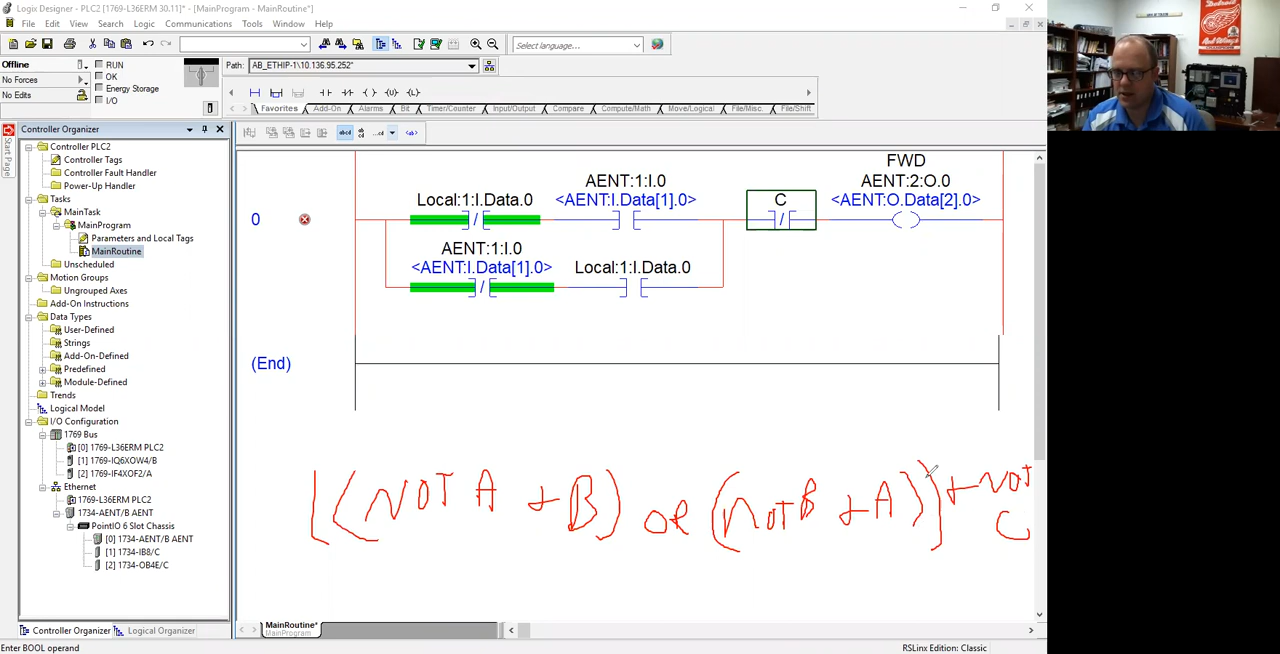 Logix Designer - PLC2 [1769-L36ERM 30.11]* - [MainProgram - MainRoutine]
File Edit View Search Logic Communications Tools Window Help
Select language...
Offline
RUN
No Forces
OK
No Edits
Energy Storage
I/O
Path: AB_ETHIP-1\10.136.95.252*
Favorites Add-On Alarms Bit Timer/Counter Input/Output Compare Compute/Math Move/Logical File/Misc. File/Shift
Start Page
Controller Organizer
Controller PLC2
Controller Tags
Controller Fault Handler
Power-Up Handler
Tasks
MainTask
MainProgram
Parameters and Local Tags
MainRoutine
Unscheduled
Motion Groups
Ungrouped Axes
Add-On Instructions
Data Types
User-Defined
Strings
Add-On-Defined
Predefined
Module-Defined
Trends
Logical Model
I/O Configuration
1769 Bus
[0] 1769-L36ERM PLC2
[1] 1769-IQ6XOW4/B
[2] 1769-IF4XOF2/A
Ethernet
1769-L36ERM PLC2
1734-AENT/B AENT
PointIO 6 Slot Chassis
[0] 1734-AENT/B AENT
[1] 1734-IB8/C
[2] 1734-OB4E/C
Controller Organizer Logical Organizer
FWD
AENT:1:I.0 AENT:2:O.0
Local:1:I.Data.0 <AENT:I.Data[1].0> C <AENT:O.Data[2].0>
0
AENT:1:I.0
<AENT:I.Data[1].0> Local:1:I.Data.0
(End)
[(NOT A + B) OR (NOT B + A)] + NOT
C
MainRoutine*
MainProgram
Enter BOOL operand
RSLinx Edition: Classic
Detroit
Red Wings